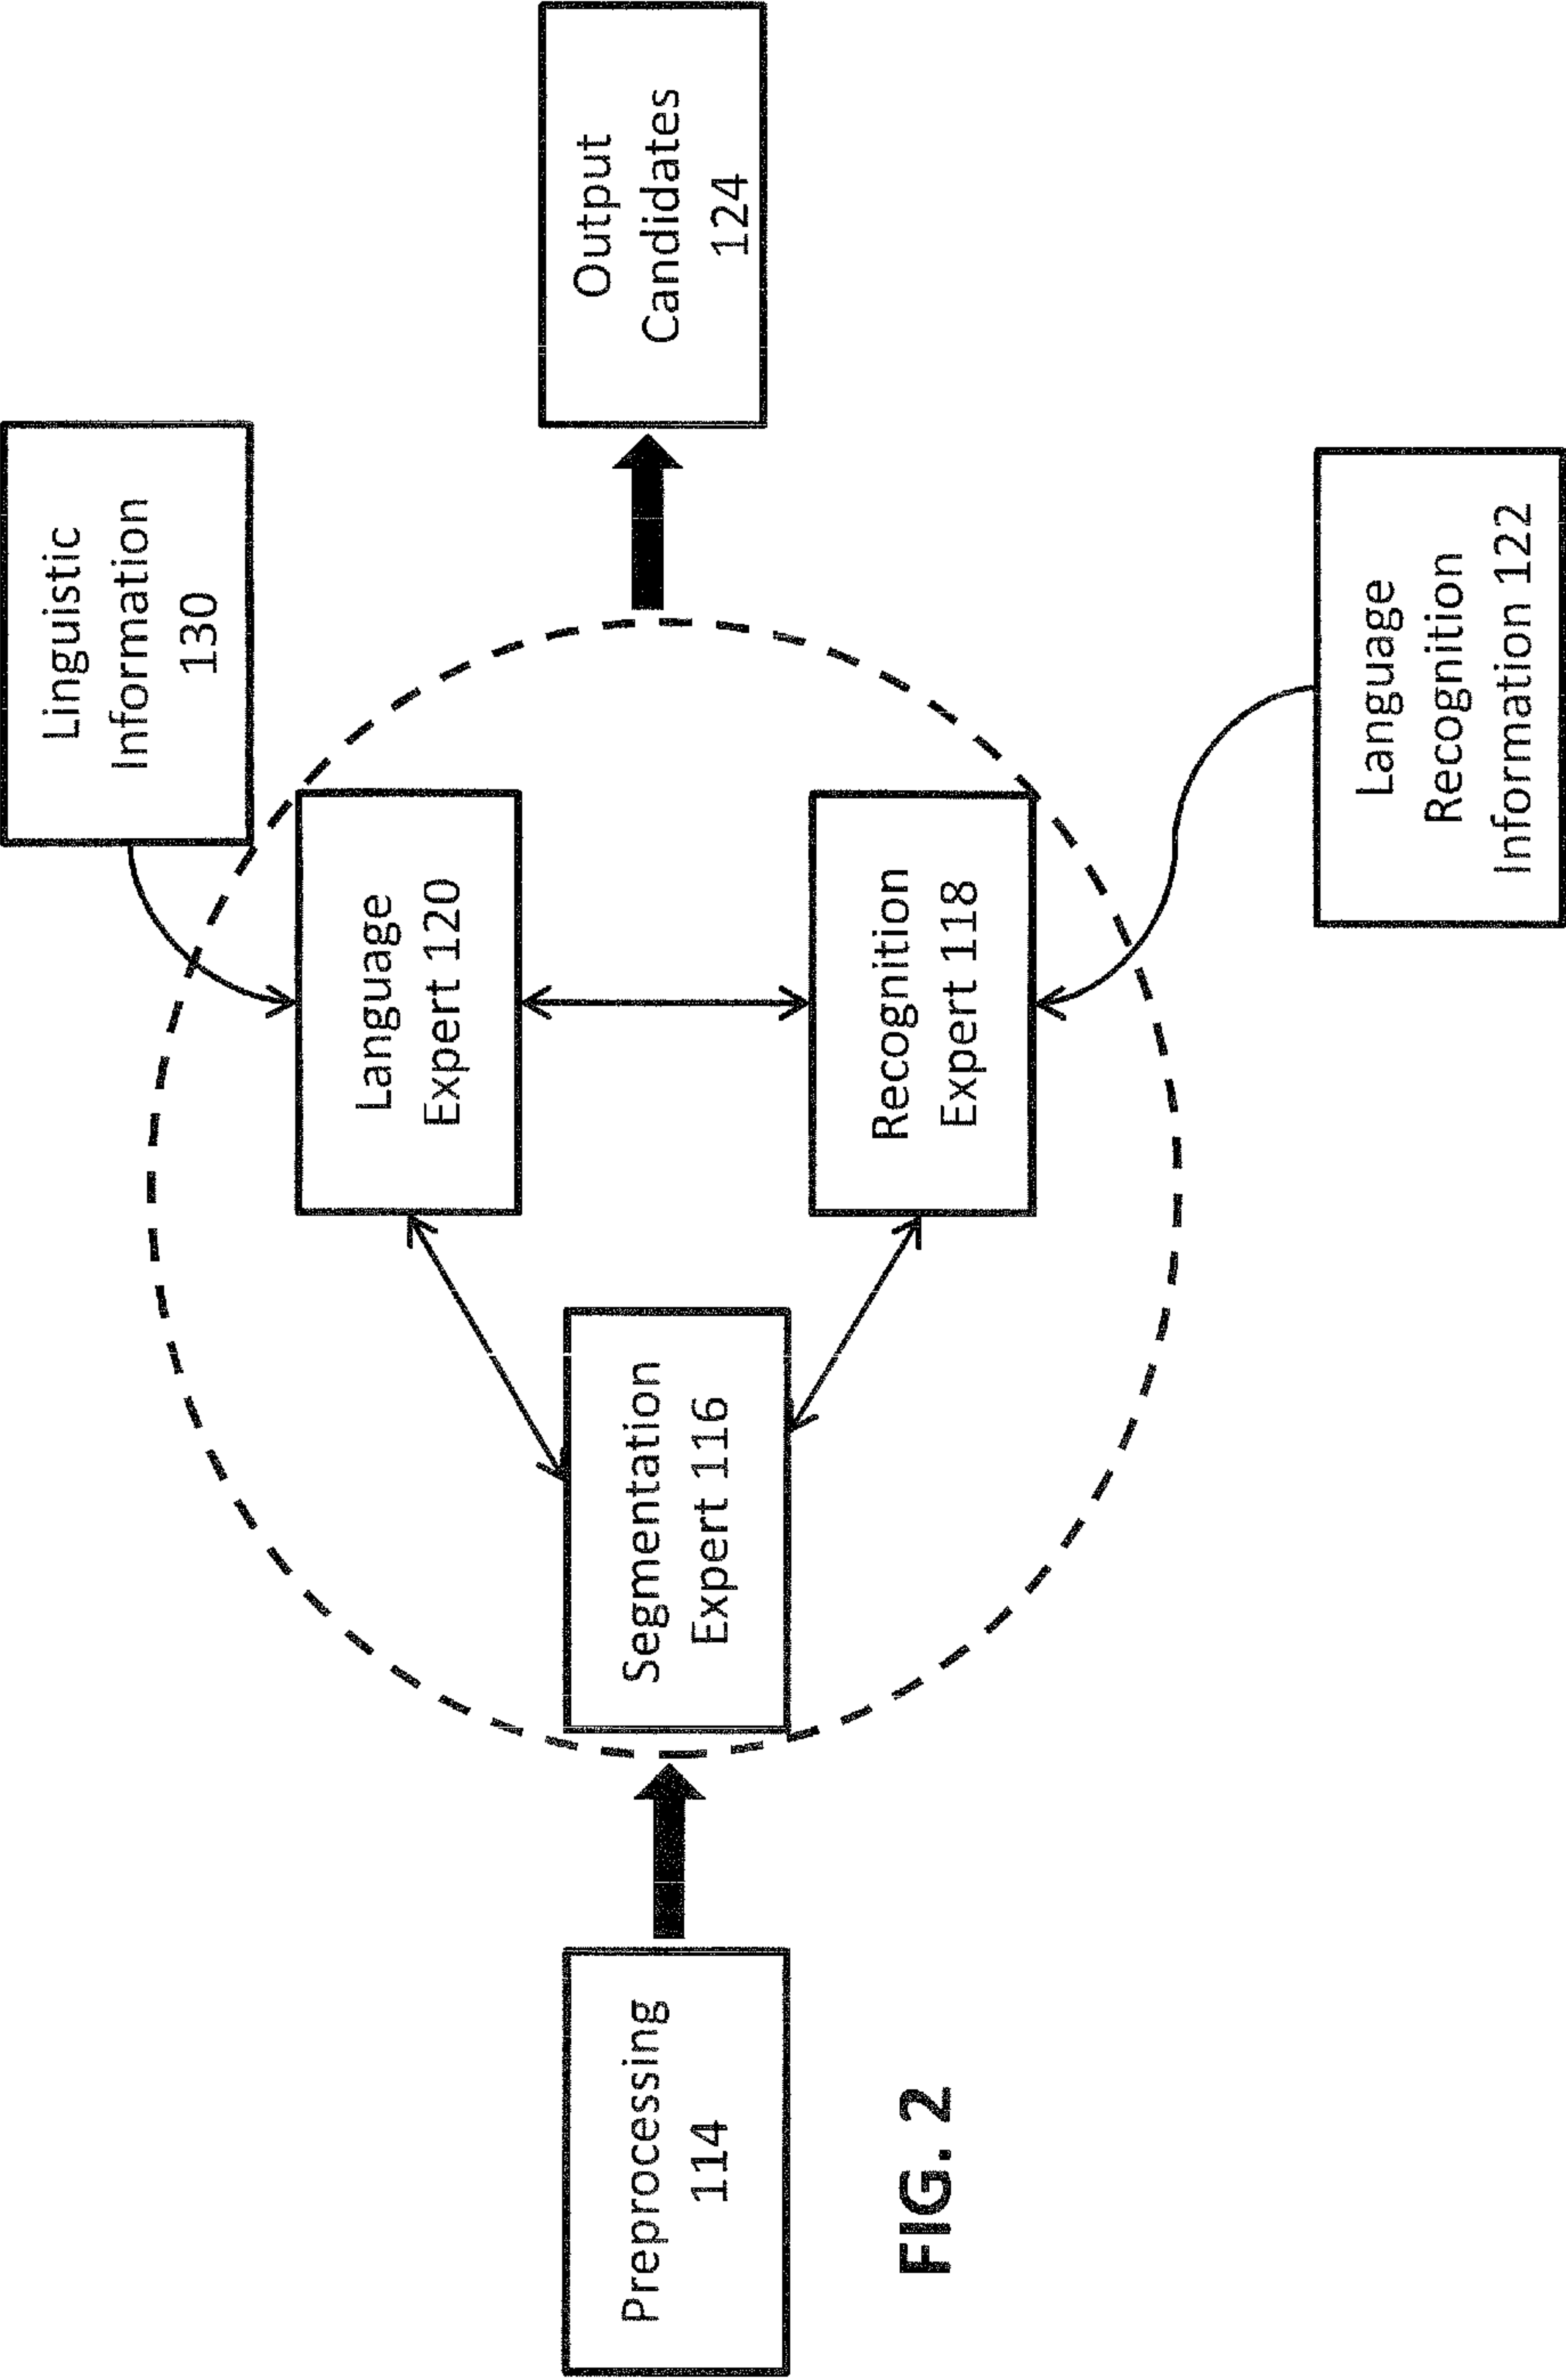 Preprocessing
114
Segmentation
Expert 116
Language
Expert 120
Recognition
Expert 118
Linguistic
Information
130
Language
Recognition
Information 122
Output
Candidates
124
FIG. 2